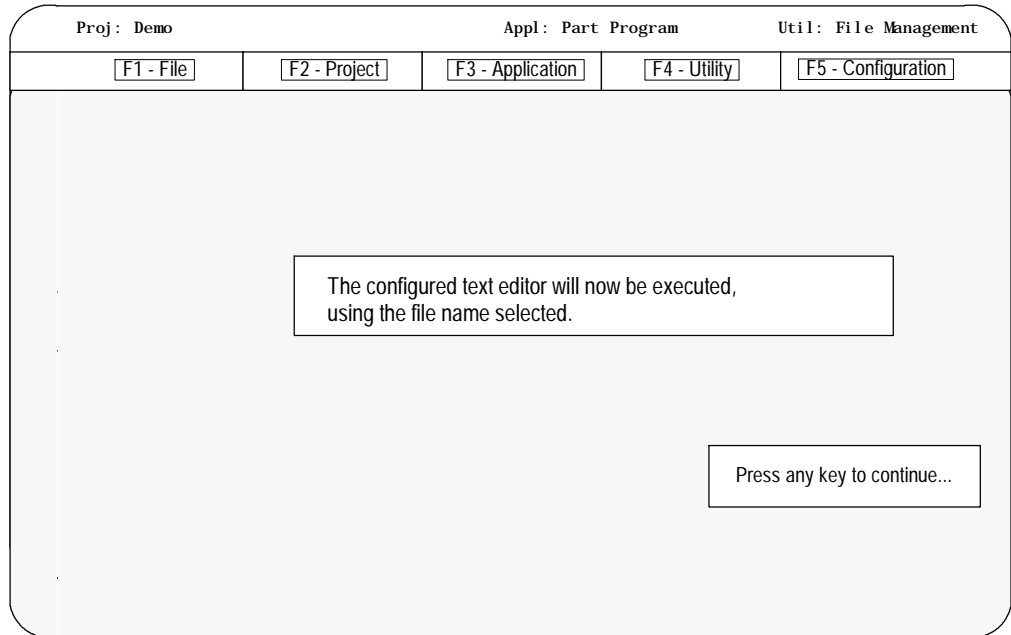 Proj: Demo Appl: Part Program Util: File Management
F1 - File F2 - Project F3 - Application F4 - Utility F5 - Configuration
The configured text editor will now be executed,
using the file name selected.
Press any key to continue...